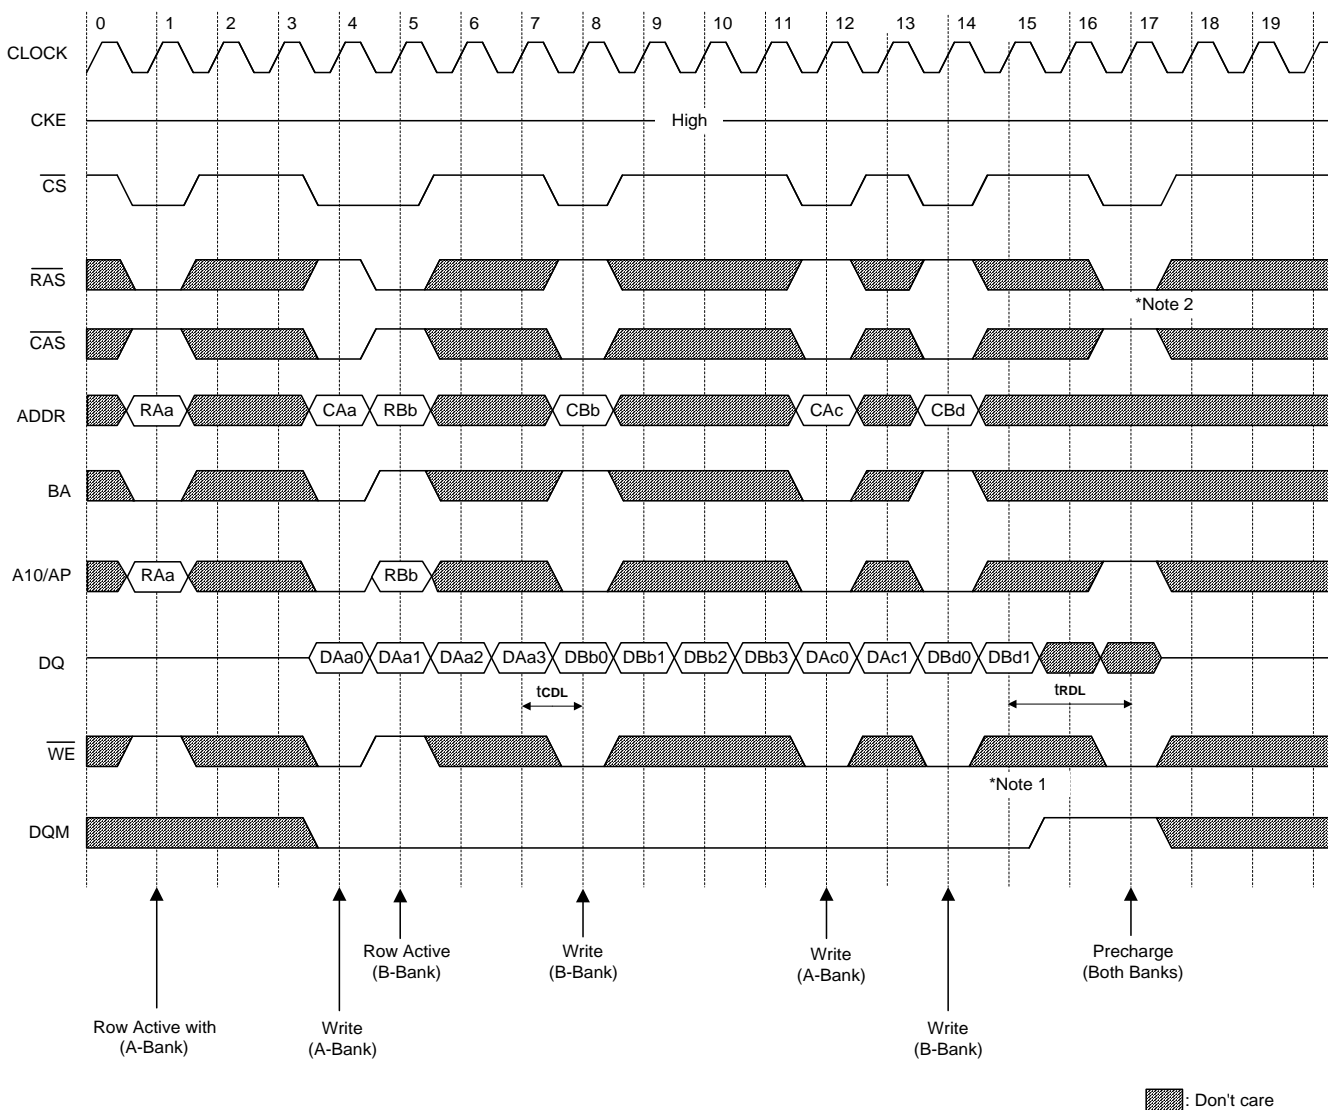 0 1 2 3 4 5 6 7 8 9 10 11 12 13 14 15 16 17 18 19
CLOCK
CKE High
CS
RAS
*Note 2
CAS
ADDR RAa CAa RBb CBb CAc CBd
BA
A10/AP RAa RBb
DQ DAa0 DAa1 DAa2 DAa3 DBb0 DBb1 DBb2 DBb3 DAc0 DAc1 DBd0 DBd1
tCDL tRDL
WE
*Note 1
DQM
Row Active
(B-Bank)
Write
(B-Bank)
Write
(A-Bank)
Precharge
(Both Banks)
Row Active with
(A-Bank)
Write
(A-Bank)
Write
(B-Bank)
: Don't care